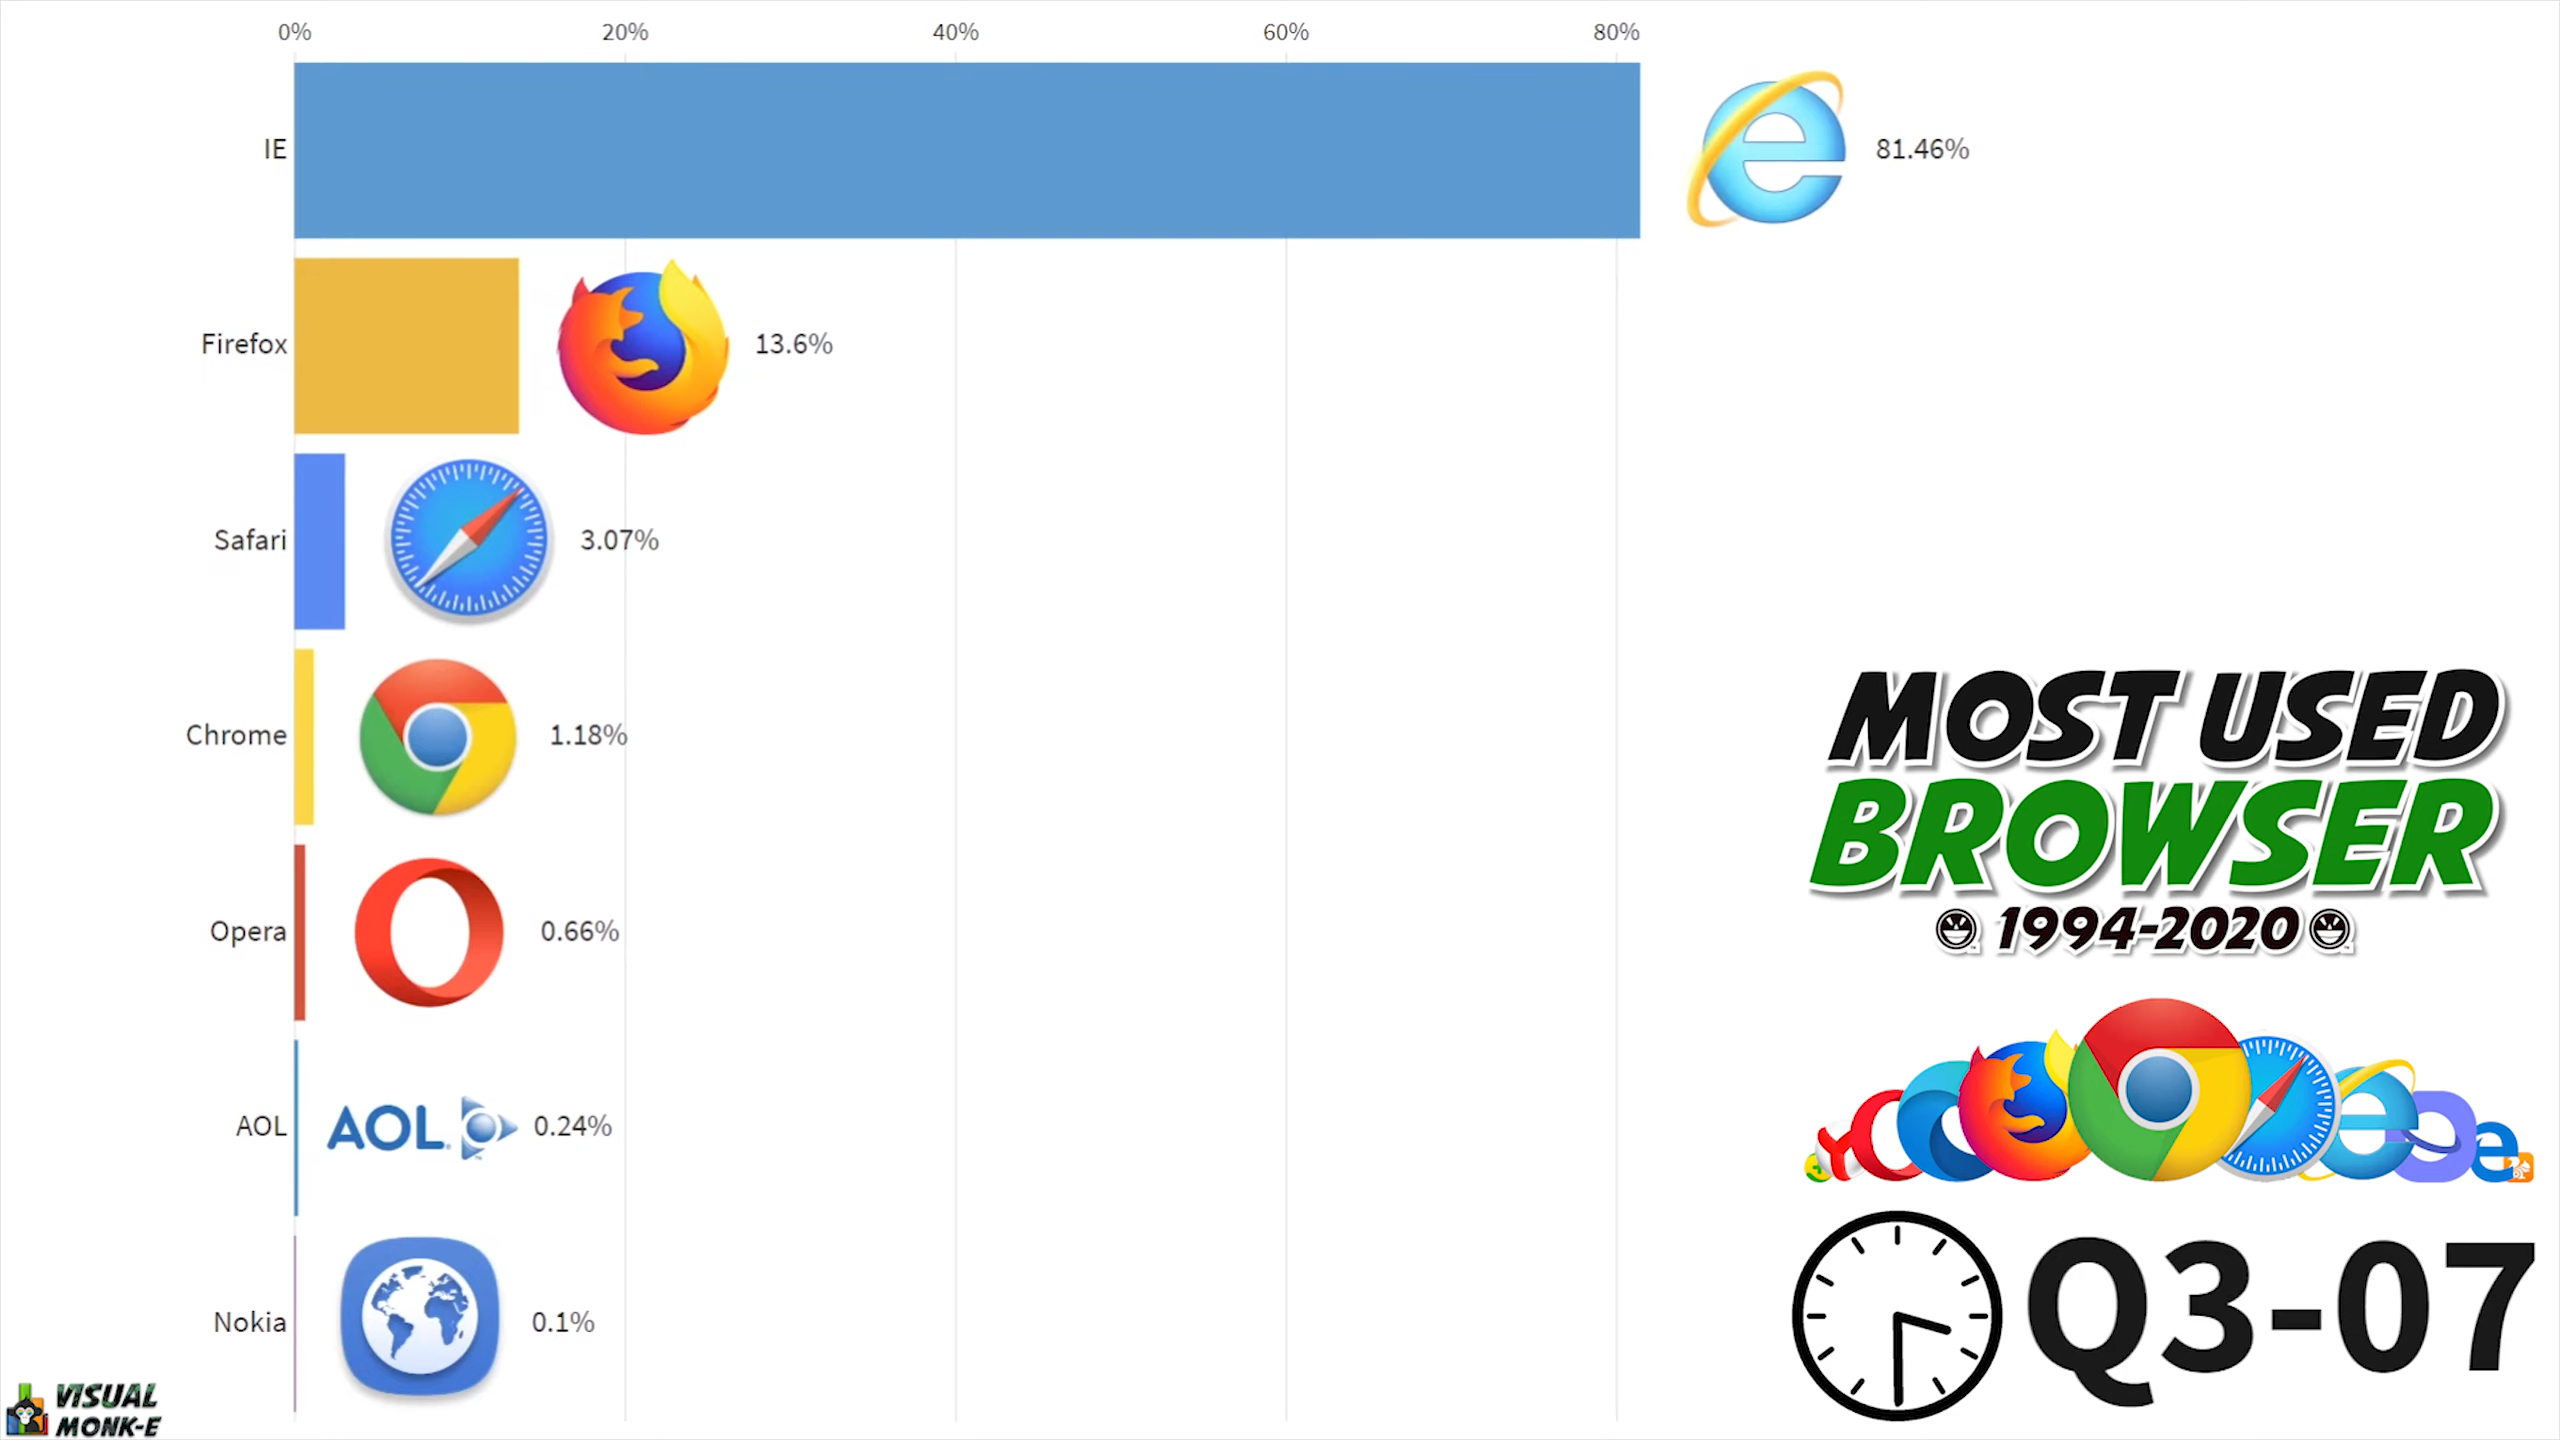 0% 20% 40% 60% 80%
IE 81.46%
Firefox 13.6%
Safari 3.07%
Chrome 1.18%
Opera 0.66%
AOL AOL 0.24%
Nokia 0.1%
MOST USED
BROWSER
1994-2020
Q3-07
VISUAL
MONK-E